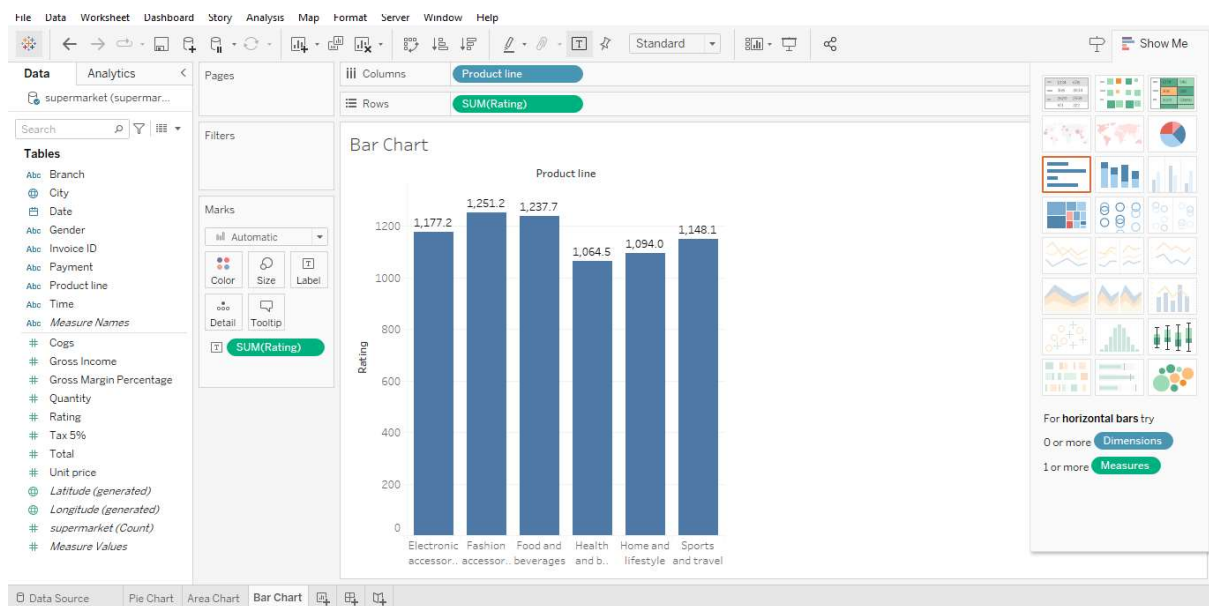 File Data Worksheet Dashboard Story Analysis Map Format Server Window Help
Standard
Show Me
Data Analytics
supermarket (supermar...
Search
Tables
Abc Branch
City
Date
Abc Gender
Abc Invoice ID
Abc Payment
Abc Product line
Abc Time
Abc Measure Names
# Cogs
# Gross Income
# Gross Margin Percentage
# Quantity
# Rating
# Tax 5%
# Total
# Unit price
Latitude (generated)
Longitude (generated)
# supermarket (Count)
# Measure Values
Pages
Filters
Marks
Automatic
Color Size Label
Detail Tooltip
SUM(Rating)
Columns Product line
Rows SUM(Rating)
Bar Chart
Product line
1,177.2 1,251.2 1,237.7 1,064.5 1,094.0 1,148.1
Rating
1200
1000
800
600
400
200
0
Electronic Fashion Food and Health Home and Sports
accessor.. accessor.. beverages and b.. lifestyle and travel
For horizontal bars try
0 or more Dimensions
1 or more Measures
Data Source Pie Chart Area Chart Bar Chart